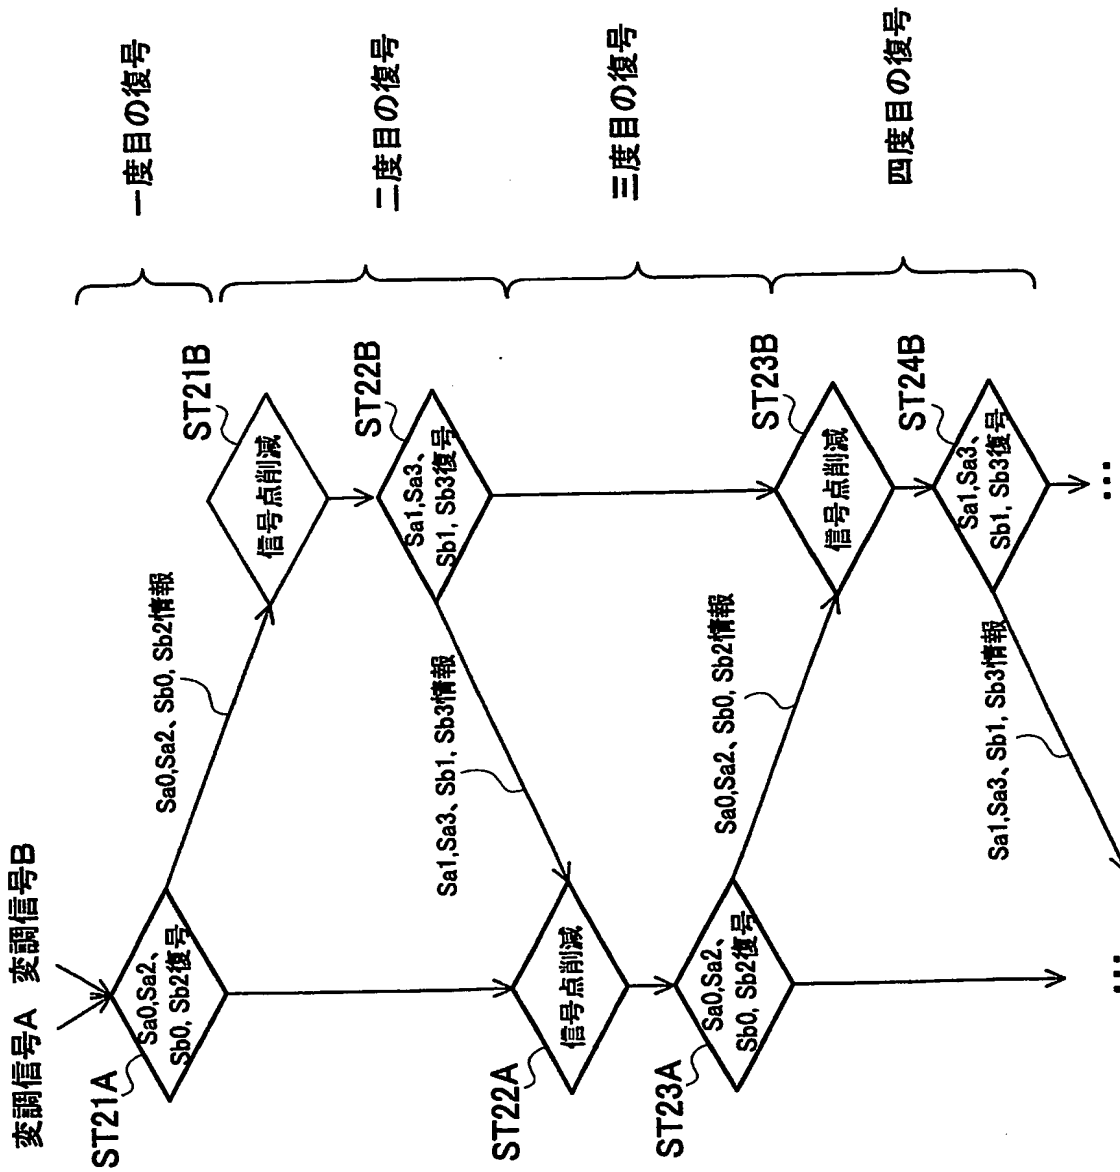 変調信号A 変調信号B
ST21A
Sa0,Sa2、
Sb0, Sb2復号
Sa0,Sa2、Sb0, Sb2情報
ST21B
信号点削減
一度目の復号
ST22B
Sa1,Sa3、
Sb1, Sb3復号
二度目の復号
Sa1,Sa3、Sb1, Sb3情報
ST22A
信号点削減
三度目の復号
ST23A
Sa0,Sa2、
Sb0, Sb2復号
Sa0,Sa2、Sb0, Sb2情報
ST23B
信号点削減
ST24B
Sa1,Sa3、
Sb1, Sb3復号
四度目の復号
Sa1,Sa3、Sb1, Sb3情報
...
...